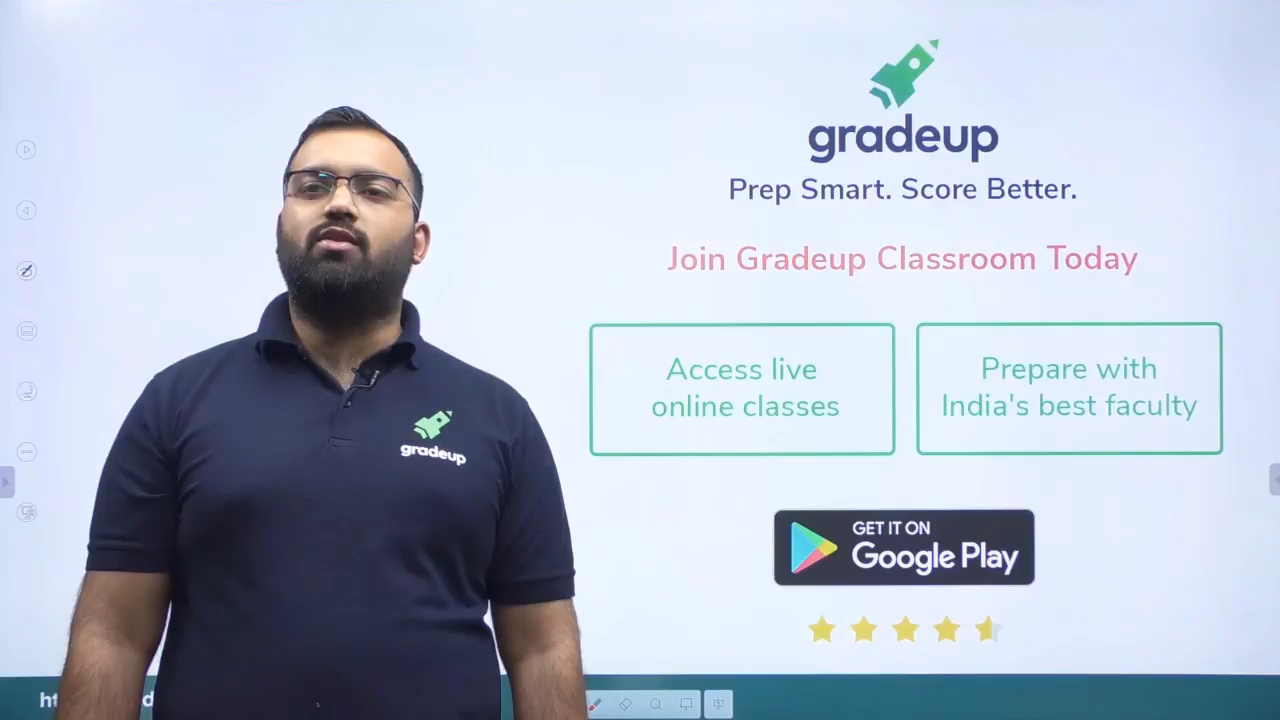 gradeup
Prep Smart. Score Better.
Join Gradeup Classroom Today
Access live
online classes
Prepare with
India's best faculty
GET IT ON
Google Play
gradeup